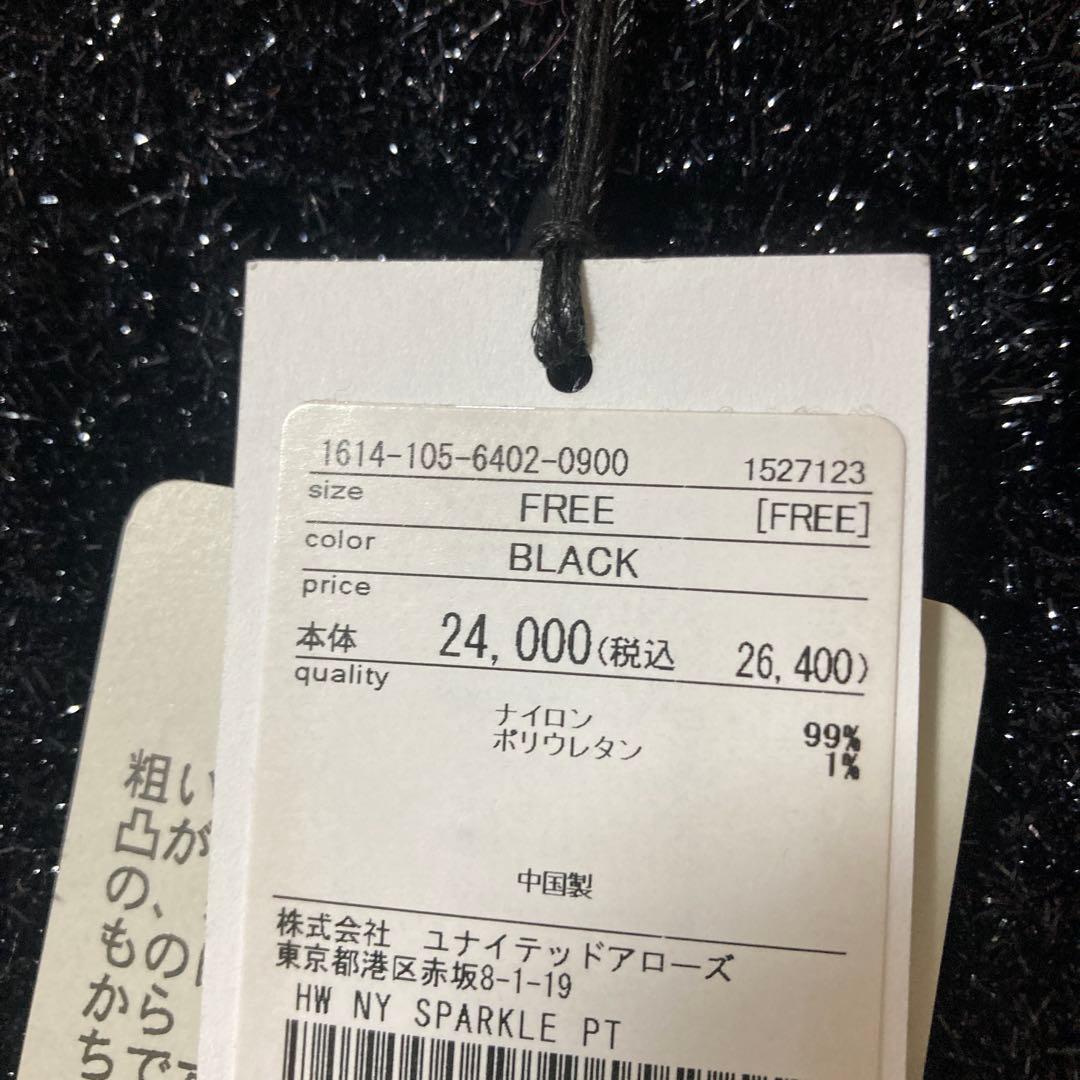 1614-105-6402-0900 1527123
size FREE [FREE]
color BLACK
price
本体 24,000(税込 26,400)
quality
ナイロン 99%
ポリウレタン 1%
中国製
株式会社 ユナイテッドアローズ
東京都港区赤坂8-1-19
HW NY SPARKLE PT
粗い
凸が
の、
もの
から
ちで